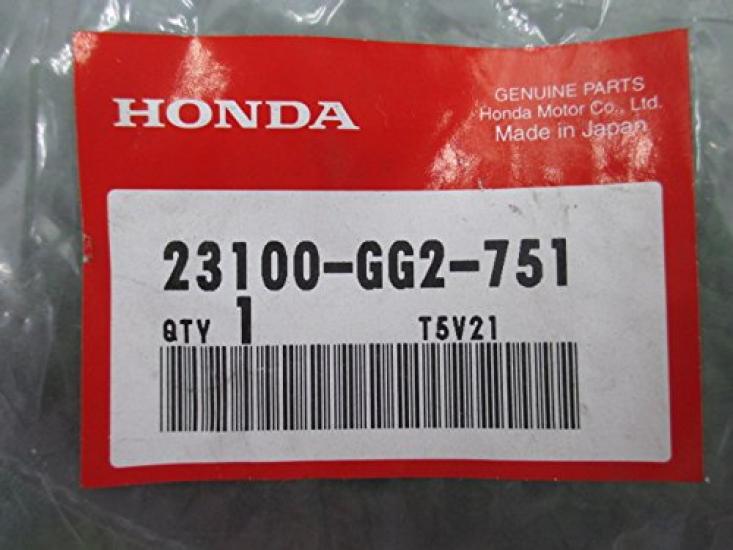 HONDA
GENUINE PARTS
Honda Motor Co., Ltd.
Made in Japan
23100-GG2-751
QTY 1 T5V21